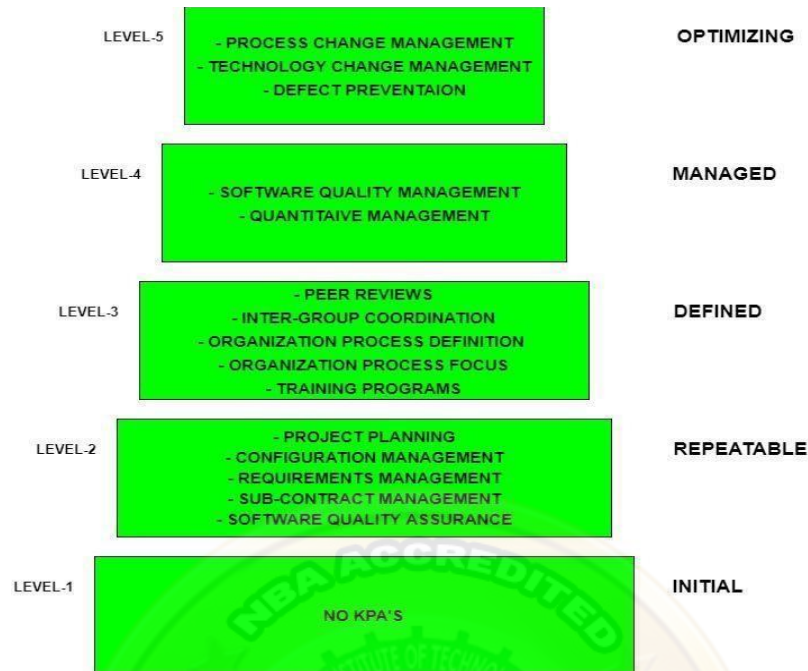 LEVEL-5
- PROCESS CHANGE MANAGEMENT
- TECHNOLOGY CHANGE MANAGEMENT
- DEFECT PREVENTAION
OPTIMIZING
LEVEL-4
- SOFTWARE QUALITY MANAGEMENT
- QUANTITAIVE MANAGEMENT
MANAGED
LEVEL-3
- PEER REVIEWS
- INTER-GROUP COORDINATION
- ORGANIZATION PROCESS DEFINITION
- ORGANIZATION PROCESS FOCUS
- TRAINING PROGRAMS
DEFINED
LEVEL-2
- PROJECT PLANNING
- CONFIGURATION MANAGEMENT
- REQUIREMENTS MANAGEMENT
- SUB-CONTRACT MANAGEMENT
- SOFTWARE QUALITY ASSURANCE
REPEATABLE
LEVEL-1
NO KPA'S
INITIAL
NBA ACCREDITED
INSTITUTE OF